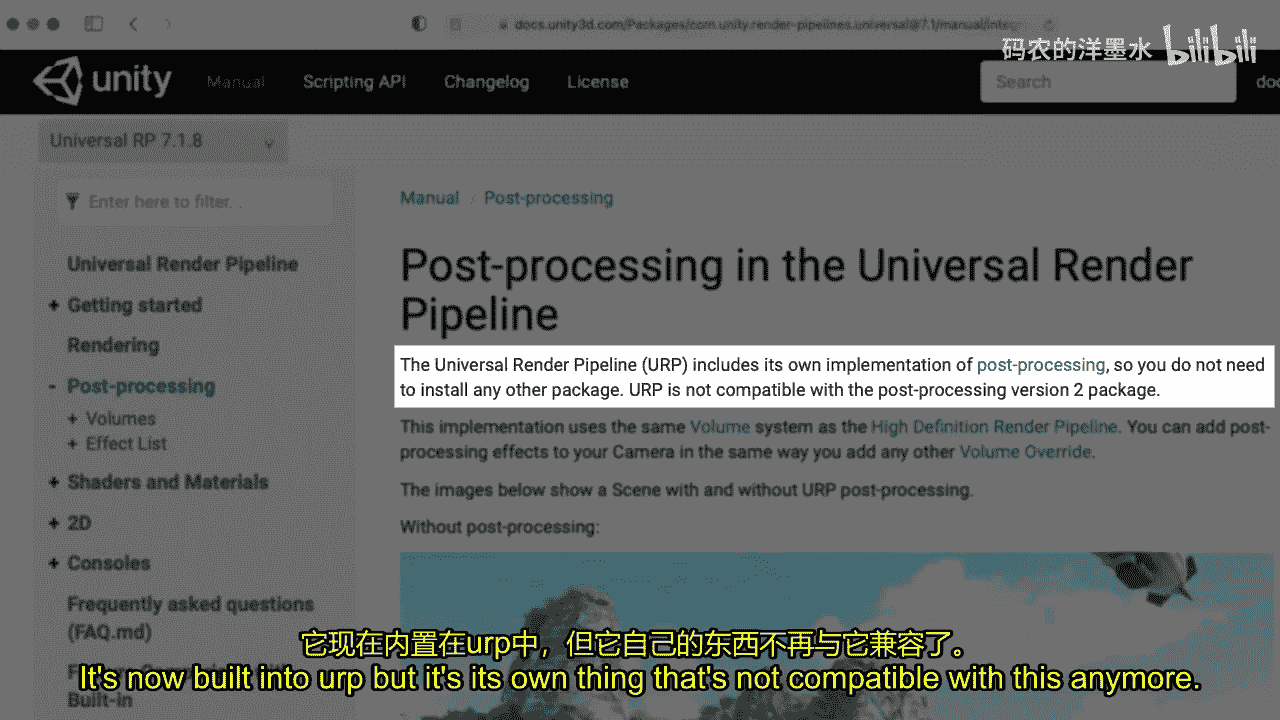 docs.unity3d.com/Packages/com.unity.render-pipelines.universal@7.1/manual/integ
码农的洋墨水 bilibili
unity Manual Scripting API Changelog License Search
Universal RP 7.1.8
Enter here to filter...
Manual / Post-processing
Universal Render Pipeline
+ Getting started
Rendering
- Post-processing
+ Volumes
+ Effect List
+ Shaders and Materials
+ 2D
+ Consoles
Frequently asked questions
(FAQ.md)
Built-in
Post-processing in the Universal Render
Pipeline
The Universal Render Pipeline (URP) includes its own implementation of post-processing, so you do not need
to install any other package. URP is not compatible with the post-processing version 2 package.
This implementation uses the same Volume system as the High Definition Render Pipeline. You can add post-
processing effects to your Camera in the same way you add any other Volume Override.
The images below show a Scene with and without URP post-processing.
Without post-processing:
它现在内置在urp中，但它自己的东西不再与它兼容了。
It's now built into urp but it's its own thing that's not compatible with this anymore.